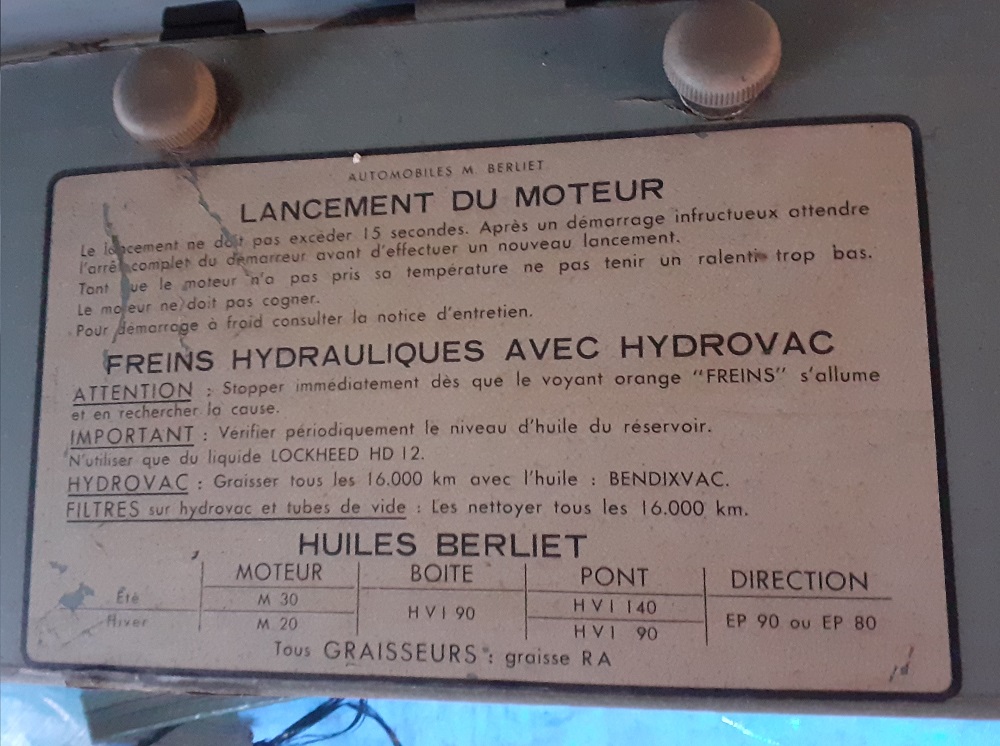 AUTOMOBILES M. BERLIET
LANCEMENT DU MOTEUR
Le lancement ne doit pas excéder 15 secondes. Après un démarrage infructueux attendre
l'arrêt complet du démarreur avant d'effectuer un nouveau lancement.
Tant que le moteur n'a pas pris sa température ne pas tenir un ralenti trop bas.
Le moteur ne doit pas cogner.
Pour démarrage à froid consulter la notice d'entretien.
FREINS HYDRAULIQUES AVEC HYDROVAC
ATTENTION : Stopper immédiatement dès que le voyant orange "FREINS" s'allume
et en rechercher la cause.
IMPORTANT : Vérifier périodiquement le niveau d'huile du réservoir.
N'utiliser que du liquide LOCKHEED HD 12.
HYDROVAC : Graisser tous les 16.000 km avec l'huile : BENDIXVAC.
FILTRES sur hydrovac et tubes de vide : Les nettoyer tous les 16.000 km.
HUILES BERLIET
MOTEUR BOITE PONT DIRECTION
Été M 30 HVI 90 HVI 140 EP 90 ou EP 80
Hiver M 20 HVI 90
Tous GRAISSEURS : graisse RA